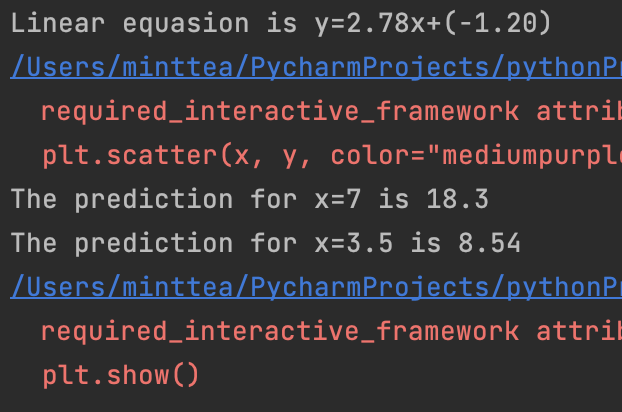 Linear equasion is y=2.78x+(-1.20)
/Users/minttea/PycharmProjects/pythonPr
required_interactive_framework attrib
plt.scatter(x, y, color="mediumpurple
The prediction for x=7 is 18.3
The prediction for x=3.5 is 8.54
/Users/minttea/PycharmProjects/pythonPr
required_interactive_framework attrib
plt.show()